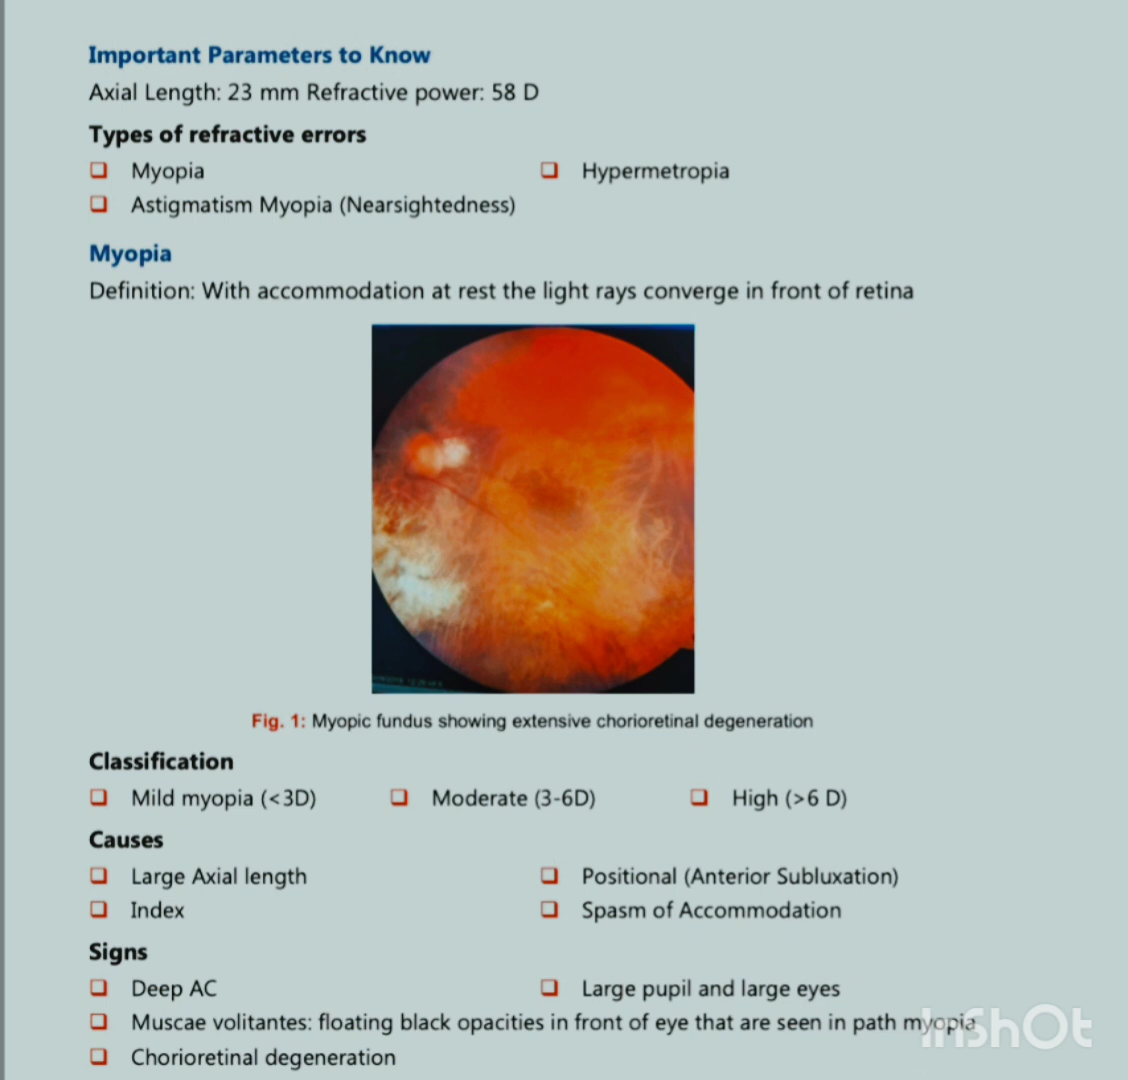 Important Parameters to Know
Axial Length: 23 mm Refractive power: 58 D
Types of refractive errors
❑ Myopia ❑ Hypermetropia
❑ Astigmatism Myopia (Nearsightedness)
Myopia
Definition: With accommodation at rest the light rays converge in front of retina
Fig. 1: Myopic fundus showing extensive chorioretinal degeneration
Classification
❑ Mild myopia (<3D) ❑ Moderate (3-6D) ❑ High (>6 D)
Causes
❑ Large Axial length ❑ Positional (Anterior Subluxation)
❑ Index ❑ Spasm of Accommodation
Signs
❑ Deep AC ❑ Large pupil and large eyes
❑ Muscae volitantes: floating black opacities in front of eye that are seen in path myopia
❑ Chorioretinal degeneration
InShOt